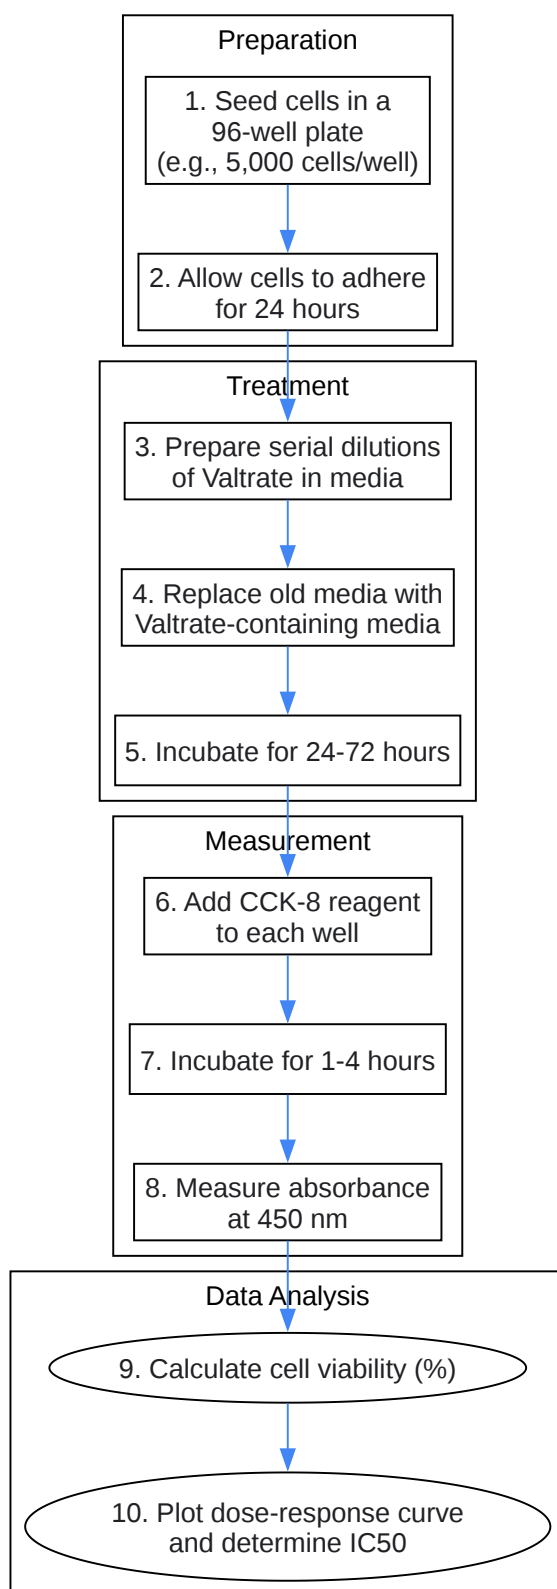 Preparation
1. Seed cells in a
96-well plate
(e.g., 5,000 cells/well)
2. Allow cells to adhere
for 24 hours
Treatment
3. Prepare serial dilutions
of Valtrate in media
4. Replace old media with
Valtrate-containing media
5. Incubate for 24-72 hours
Measurement
6. Add CCK-8 reagent
to each well
7. Incubate for 1-4 hours
8. Measure absorbance
at 450 nm
Data Analysis
9. Calculate cell viability (%)
10. Plot dose-response curve
and determine IC50